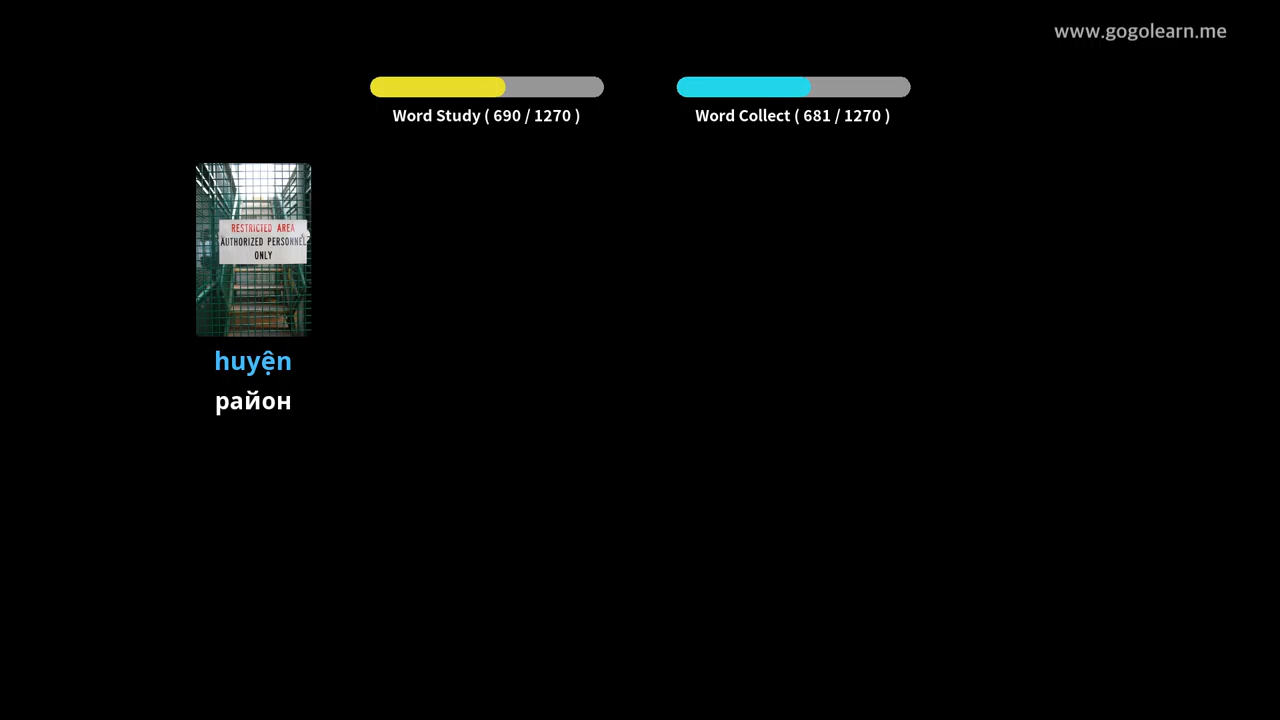 www.gogolearn.me
Word Study ( 690 / 1270 )
Word Collect ( 681 / 1270 )
RESTRICTED AREA
AUTHORIZED PERSONNEL
ONLY
huyện
район